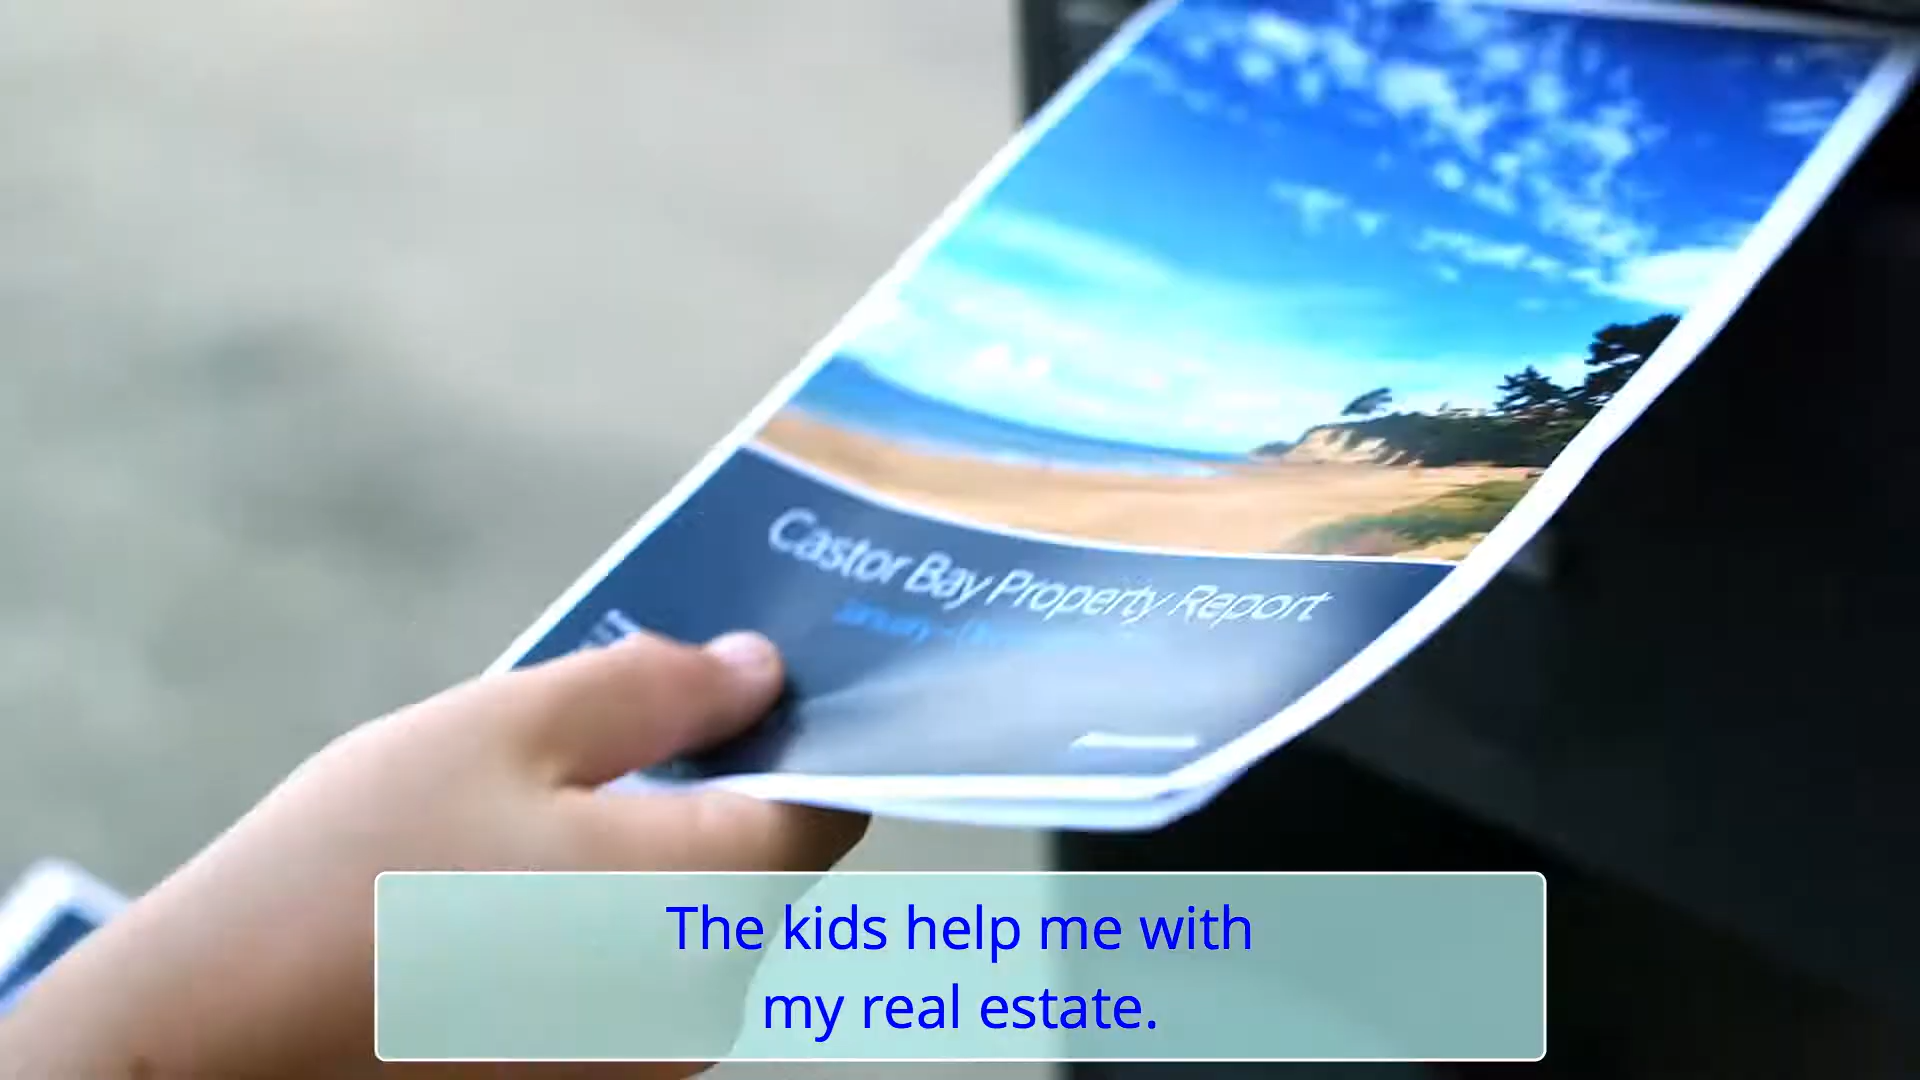 Castor Bay Property Report
The kids help me with
my real estate.